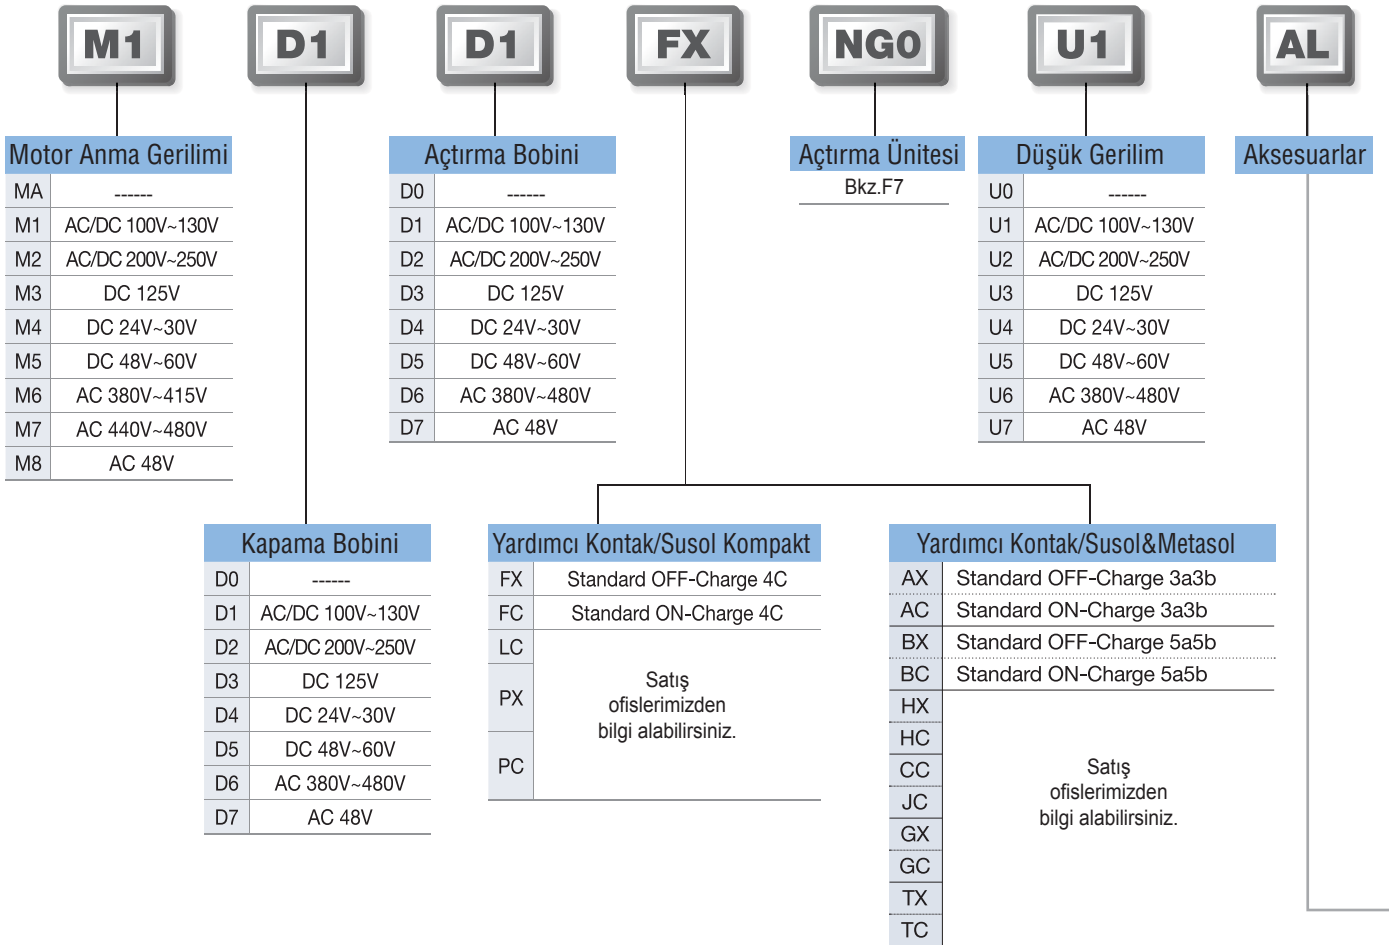 M1 D1 D1 FX NG0 U1 AL
Motor Anma Gerilimi
MA ------
M1 AC/DC 100V~130V
M2 AC/DC 200V~250V
M3 DC 125V
M4 DC 24V~30V
M5 DC 48V~60V
M6 AC 380V~415V
M7 AC 440V~480V
M8 AC 48V
Açtırma Bobini
D0 ------
D1 AC/DC 100V~130V
D2 AC/DC 200V~250V
D3 DC 125V
D4 DC 24V~30V
D5 DC 48V~60V
D6 AC 380V~480V
D7 AC 48V
Açtırma Ünitesi
Bkz.F7
Düşük Gerilim
U0 ------
U1 AC/DC 100V~130V
U2 AC/DC 200V~250V
U3 DC 125V
U4 DC 24V~30V
U5 DC 48V~60V
U6 AC 380V~480V
U7 AC 48V
Aksesuarlar
Kapama Bobini
D0 ------
D1 AC/DC 100V~130V
D2 AC/DC 200V~250V
D3 DC 125V
D4 DC 24V~30V
D5 DC 48V~60V
D6 AC 380V~480V
D7 AC 48V
Yardımcı Kontak/Susol Kompakt
FX Standard OFF-Charge 4C
FC Standard ON-Charge 4C
LC
PX
PC
Satış
ofislerimizden
bilgi alabilirsiniz.
Yardımcı Kontak/Susol&Metasol
AX Standard OFF-Charge 3a3b
AC Standard ON-Charge 3a3b
BX Standard OFF-Charge 5a5b
BC Standard ON-Charge 5a5b
HX
HC
CC
JC
GX
GC
TX
TC
Satış
ofislerimizden
bilgi alabilirsiniz.